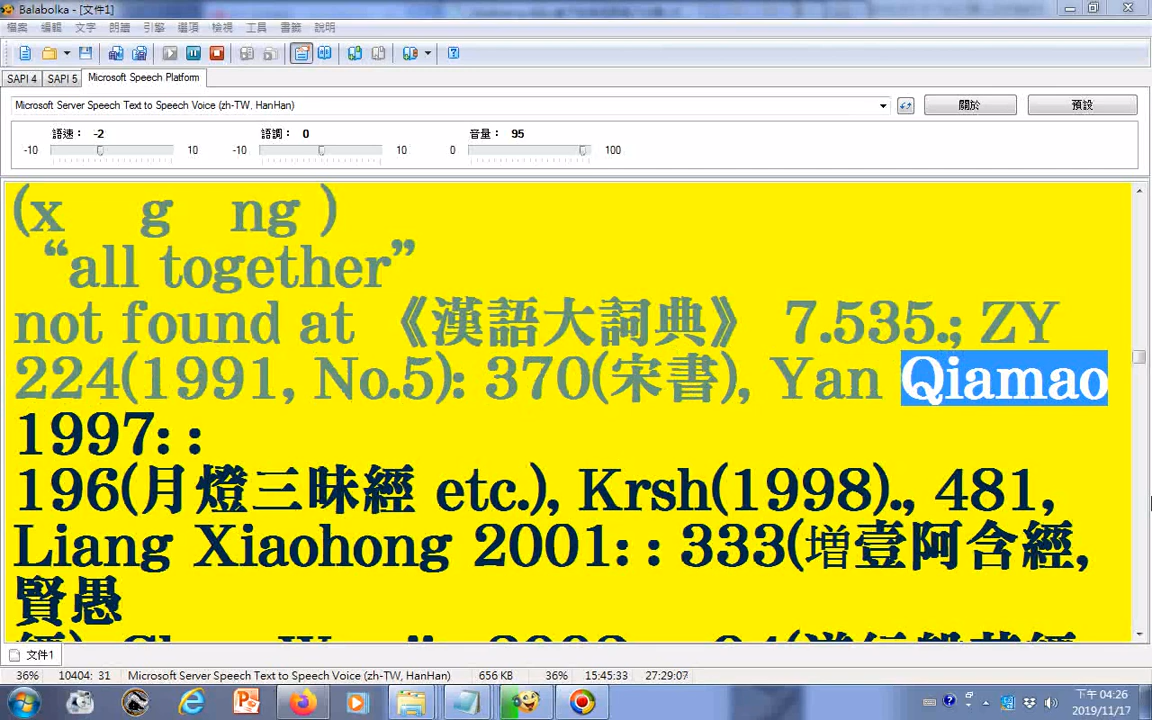 Balabolka - [文件1]
檔案 編輯 文字 朗讀 引擎 選項 檢視 工具 書籤 說明
SAPI 4 SAPI 5 Microsoft Speech Platform
Microsoft Server Speech Text to Speech Voice (zh-TW, HanHan) 關於 預設
語速： -2 語調： 0 音量： 95
-10 10 -10 10 0 100
(x g ng )
“all together”
not found at 《漢語大詞典》 7.535.; ZY
224(1991, No.5): 370(宋書), Yan Qiamao
1997: :
196(月燈三昧經 etc.), Krsh(1998)., 481,
Liang Xiaohong 2001: : 333(增壹阿含經,
賢愚
文件1
36% 10404: 31 Microsoft Server Speech Text to Speech Voice (zh-TW, HanHan) 656 KB 36% 15:45:33 27:29:07
下午 04:26
2019/11/17